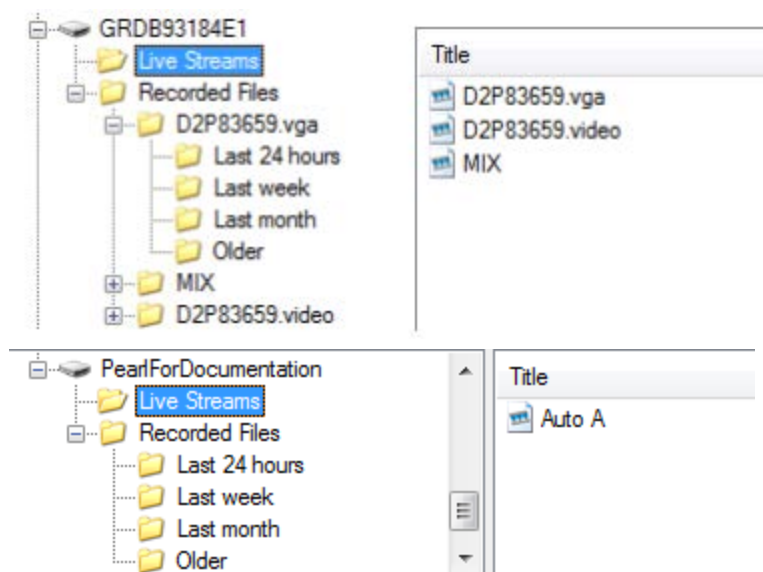 GRDB93184E1
Live Streams
Recorded Files
D2P83659.vga
Last 24 hours
Last week
Last month
Older
MIX
D2P83659.video
Title
D2P83659.vga
D2P83659.video
MIX
PearlForDocumentation
Live Streams
Recorded Files
Last 24 hours
Last week
Last month
Older
Title
Auto A